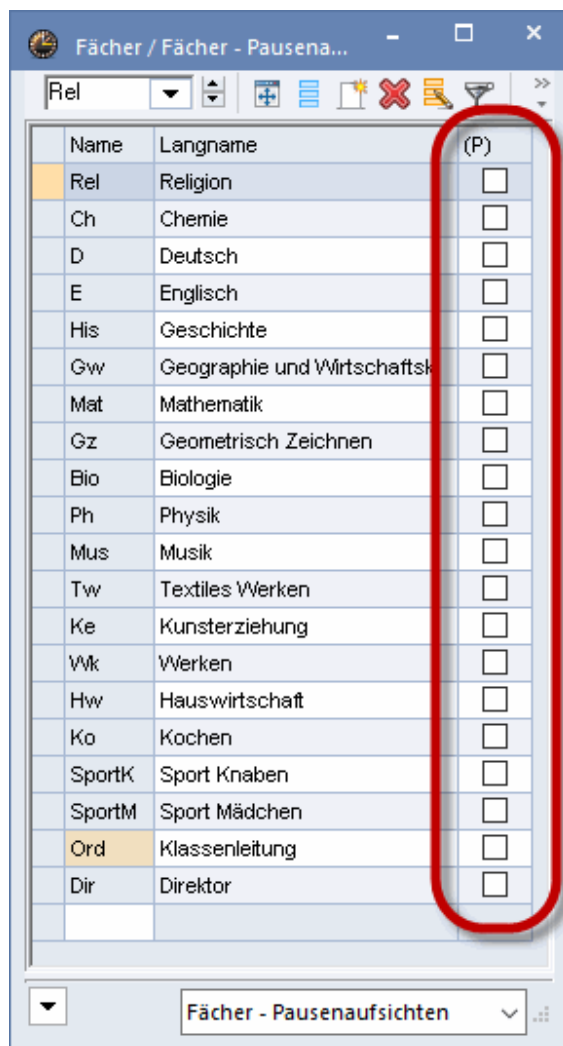 Fächer / Fächer - Pausena...
Rel
Name Langname (P)
Rel Religion
Ch Chemie
D Deutsch
E Englisch
His Geschichte
Gw Geographie und Wirtschaftsk
Mat Mathematik
Gz Geometrisch Zeichnen
Bio Biologie
Ph Physik
Mus Musik
Tw Textiles Werken
Ke Kunsterziehung
Wk Werken
Hw Hauswirtschaft
Ko Kochen
SportK Sport Knaben
SportM Sport Mädchen
Ord Klassenleitung
Dir Direktor
Fächer - Pausenaufsichten